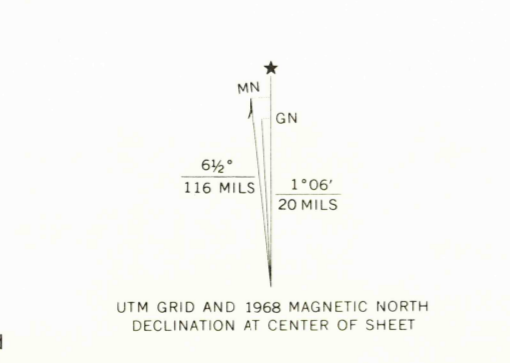 MN
GN
6½°
116 MILS
1°06′
20 MILS
UTM GRID AND 1968 MAGNETIC NORTH
DECLINATION AT CENTER OF SHEET